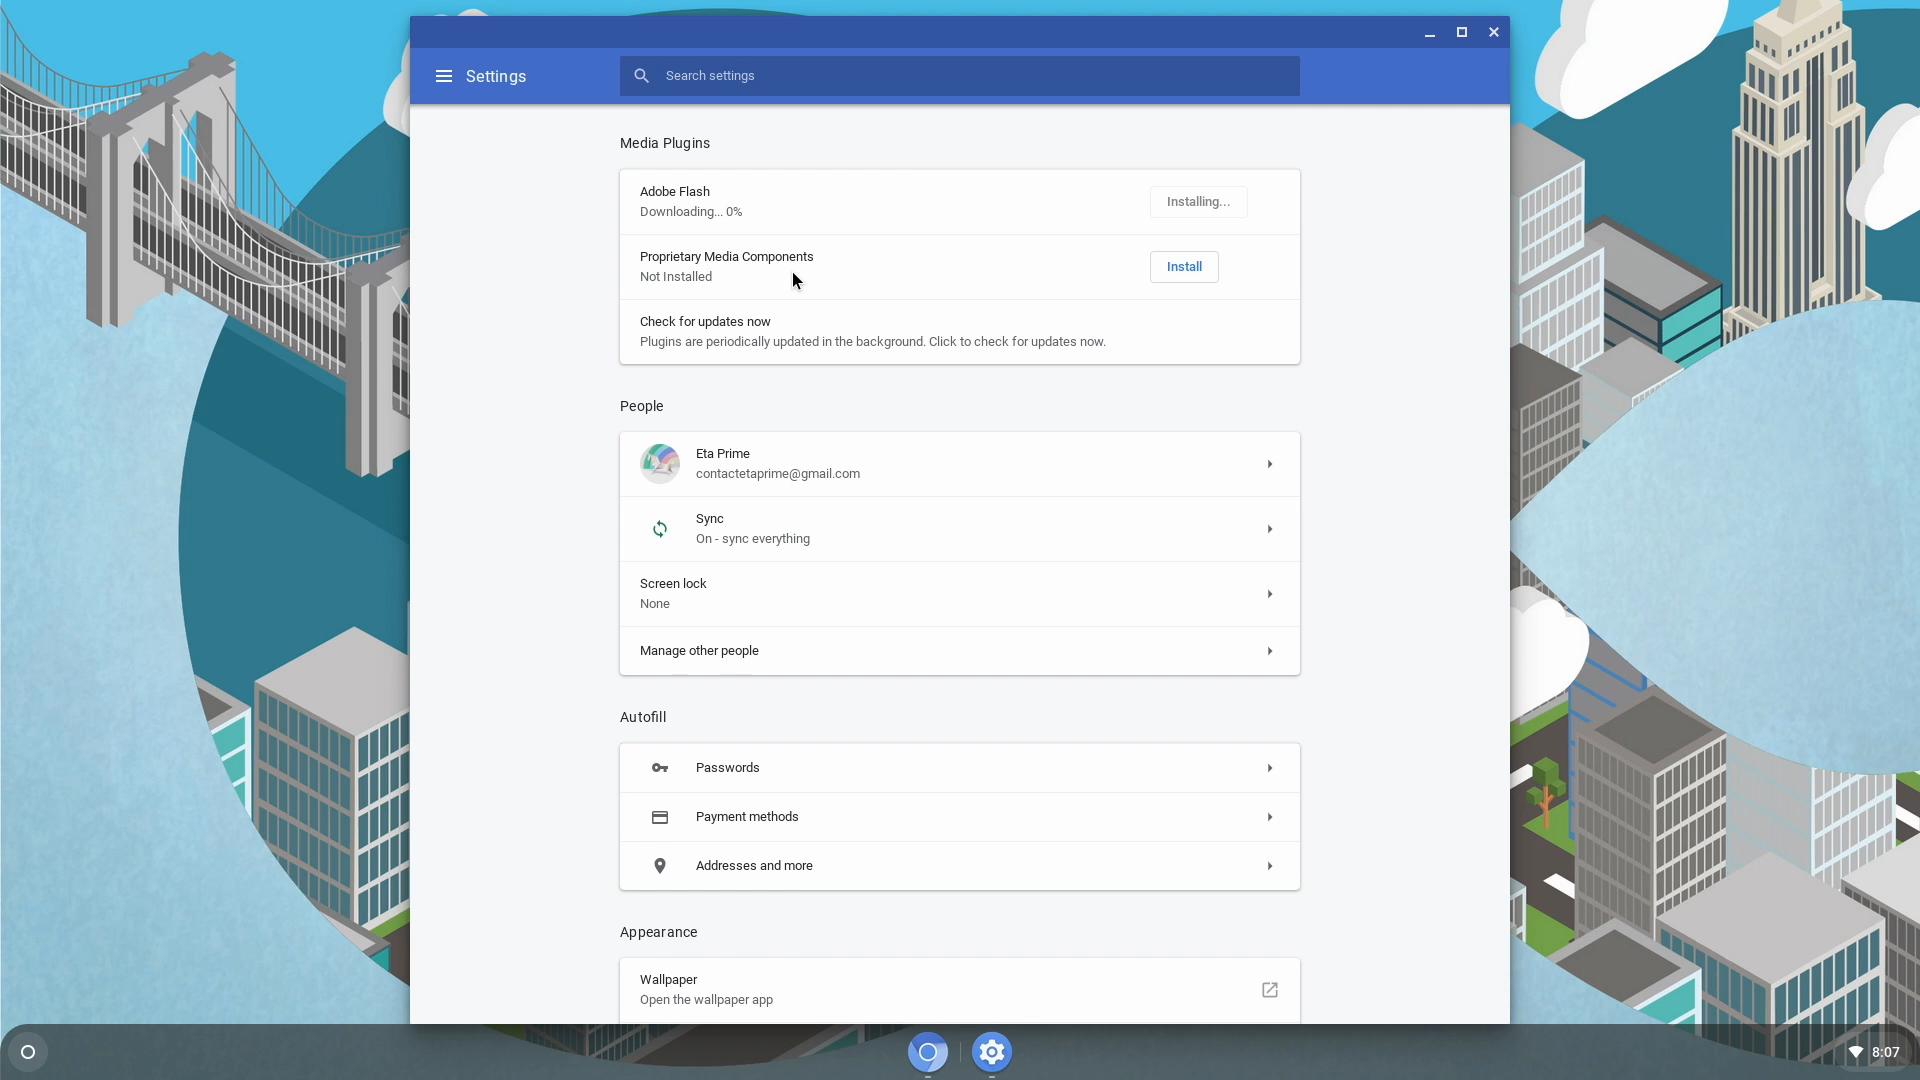 Settings
Search settings
Media Plugins
Adobe Flash
Downloading... 0%
Installing...
Proprietary Media Components
Not Installed
Install
Check for updates now
Plugins are periodically updated in the background. Click to check for updates now.
People
Eta Prime
contactetaprime@gmail.com
Sync
On - sync everything
Screen lock
None
Manage other people
Autofill
Passwords
Payment methods
Addresses and more
Appearance
Wallpaper
Open the wallpaper app
8:07